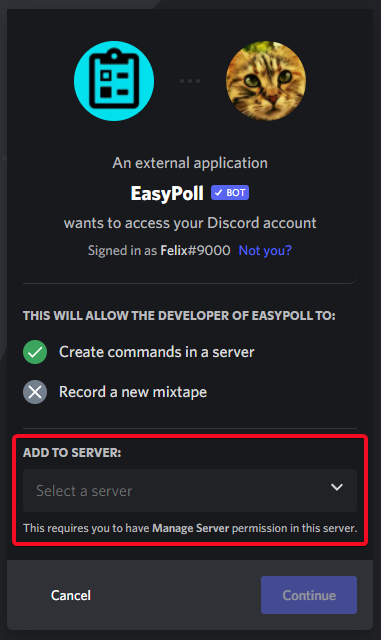 An external application
EasyPoll ✓ BOT
wants to access your Discord account
Signed in as Felix#9000 Not you?
THIS WILL ALLOW THE DEVELOPER OF EASYPOLL TO:
Create commands in a server
Record a new mixtape
ADD TO SERVER:
Select a server
This requires you to have Manage Server permission in this server.
Cancel Continue